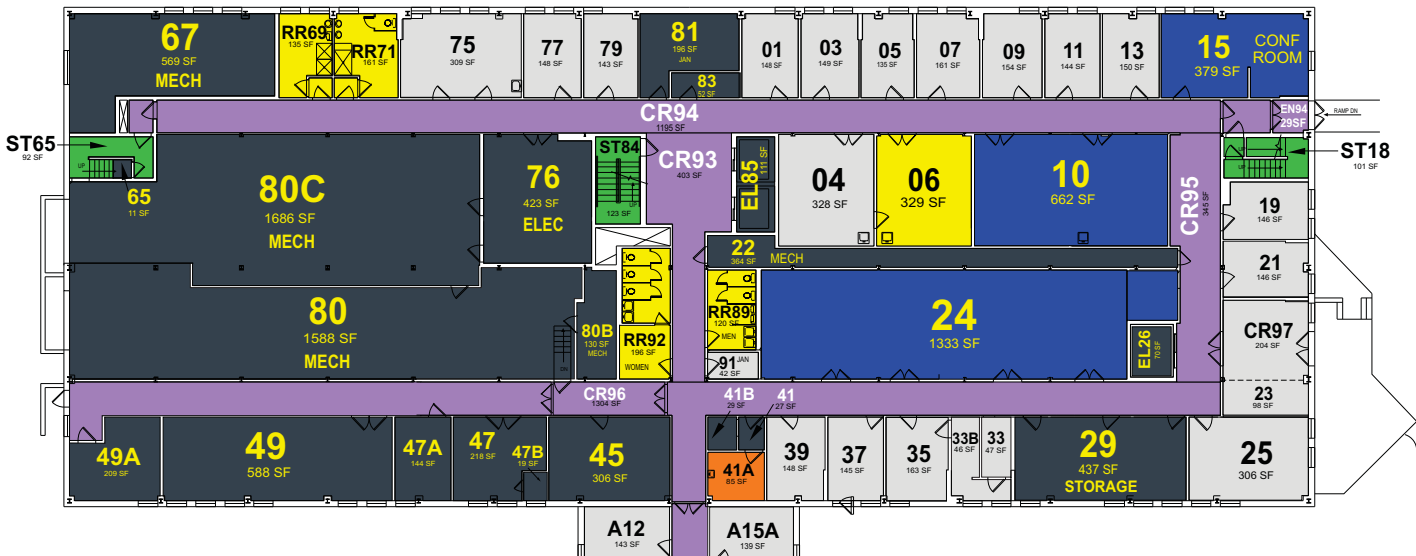 67
569 SF
MECH
RR69
135 SF
RR71
161 SF
75
309 SF
77
148 SF
79
143 SF
81
196 SF
JAN
83
52 SF
01
148 SF
03
149 SF
05
135 SF
07
161 SF
09
154 SF
11
144 SF
13
150 SF
15
379 SF
CONF
ROOM
CR94
1195 SF
EN94
29SF
RAMP DN
ST65
92 SF
UP
65
11 SF
80C
1686 SF
MECH
76
423 SF
ELEC
ST84
UP
123 SF
CR93
403 SF
EL85
111 SF
04
328 SF
06
329 SF
10
662 SF
CR95
345 SF
UP
UP
ST18
101 SF
19
146 SF
21
146 SF
22
364 SF
MECH
80
1588 SF
MECH
DN
80B
130 SF
MECH
RR92
196 SF
WOMEN
RR89
120 SF
MEN
91
JAN
42 SF
24
1333 SF
EL26
70 SF
CR97
204 SF
23
98 SF
CR96
1304 SF
41B
29 SF
41
27 SF
49A
209 SF
49
588 SF
47A
144 SF
47
218 SF
47B
19 SF
45
306 SF
41A
85 SF
39
148 SF
37
145 SF
35
163 SF
33B
46 SF
33
47 SF
29
437 SF
STORAGE
25
306 SF
A12
143 SF
A15A
139 SF